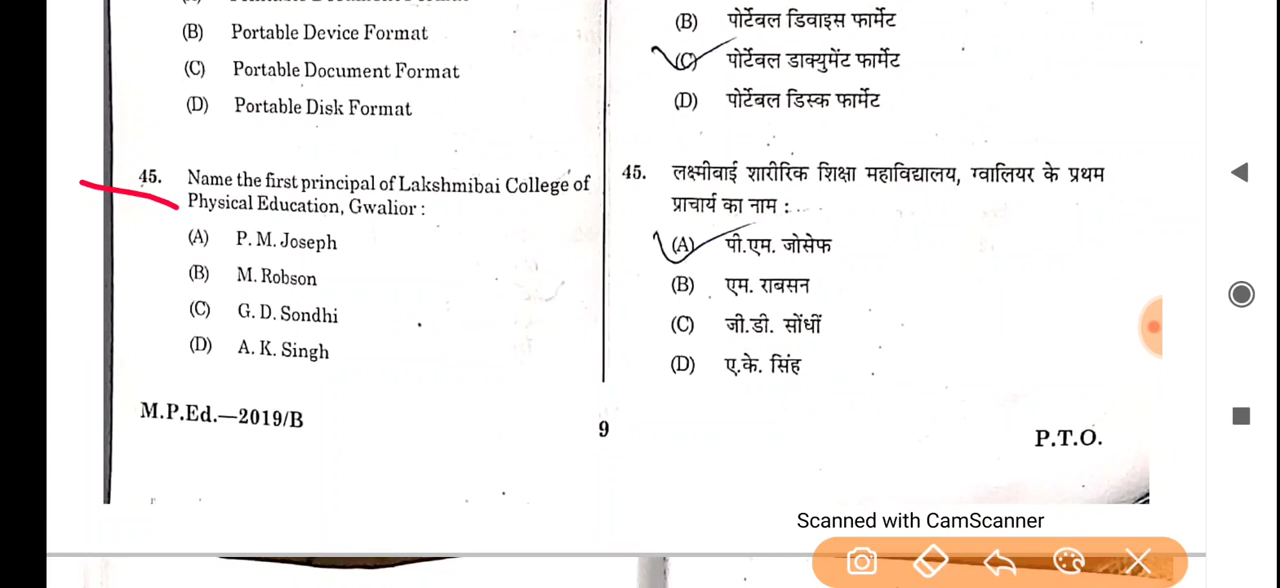 (B) Portable Device Format
(C) Portable Document Format
(D) Portable Disk Format
45. Name the first principal of Lakshmibai College of
Physical Education, Gwalior :
(A) P. M. Joseph
(B) M. Robson
(C) G. D. Sondhi
(D) A. K. Singh
(B) पोर्टेबल डिवाइस फार्मेट
(C) पोर्टेबल डाक्युमेंट फार्मेट
(D) पोर्टेबल डिस्क फार्मेट
45. लक्ष्मीवाई शारीरिक शिक्षा महाविद्यालय, ग्वालियर के प्रथम
प्राचार्य का नाम :
(A) पी.एम. जोसेफ
(B) एम. राबसन
(C) जी.डी. सोंधीं
(D) ए.के. सिंह
M.P.Ed.—2019/B
9
P.T.O.
Scanned with CamScanner